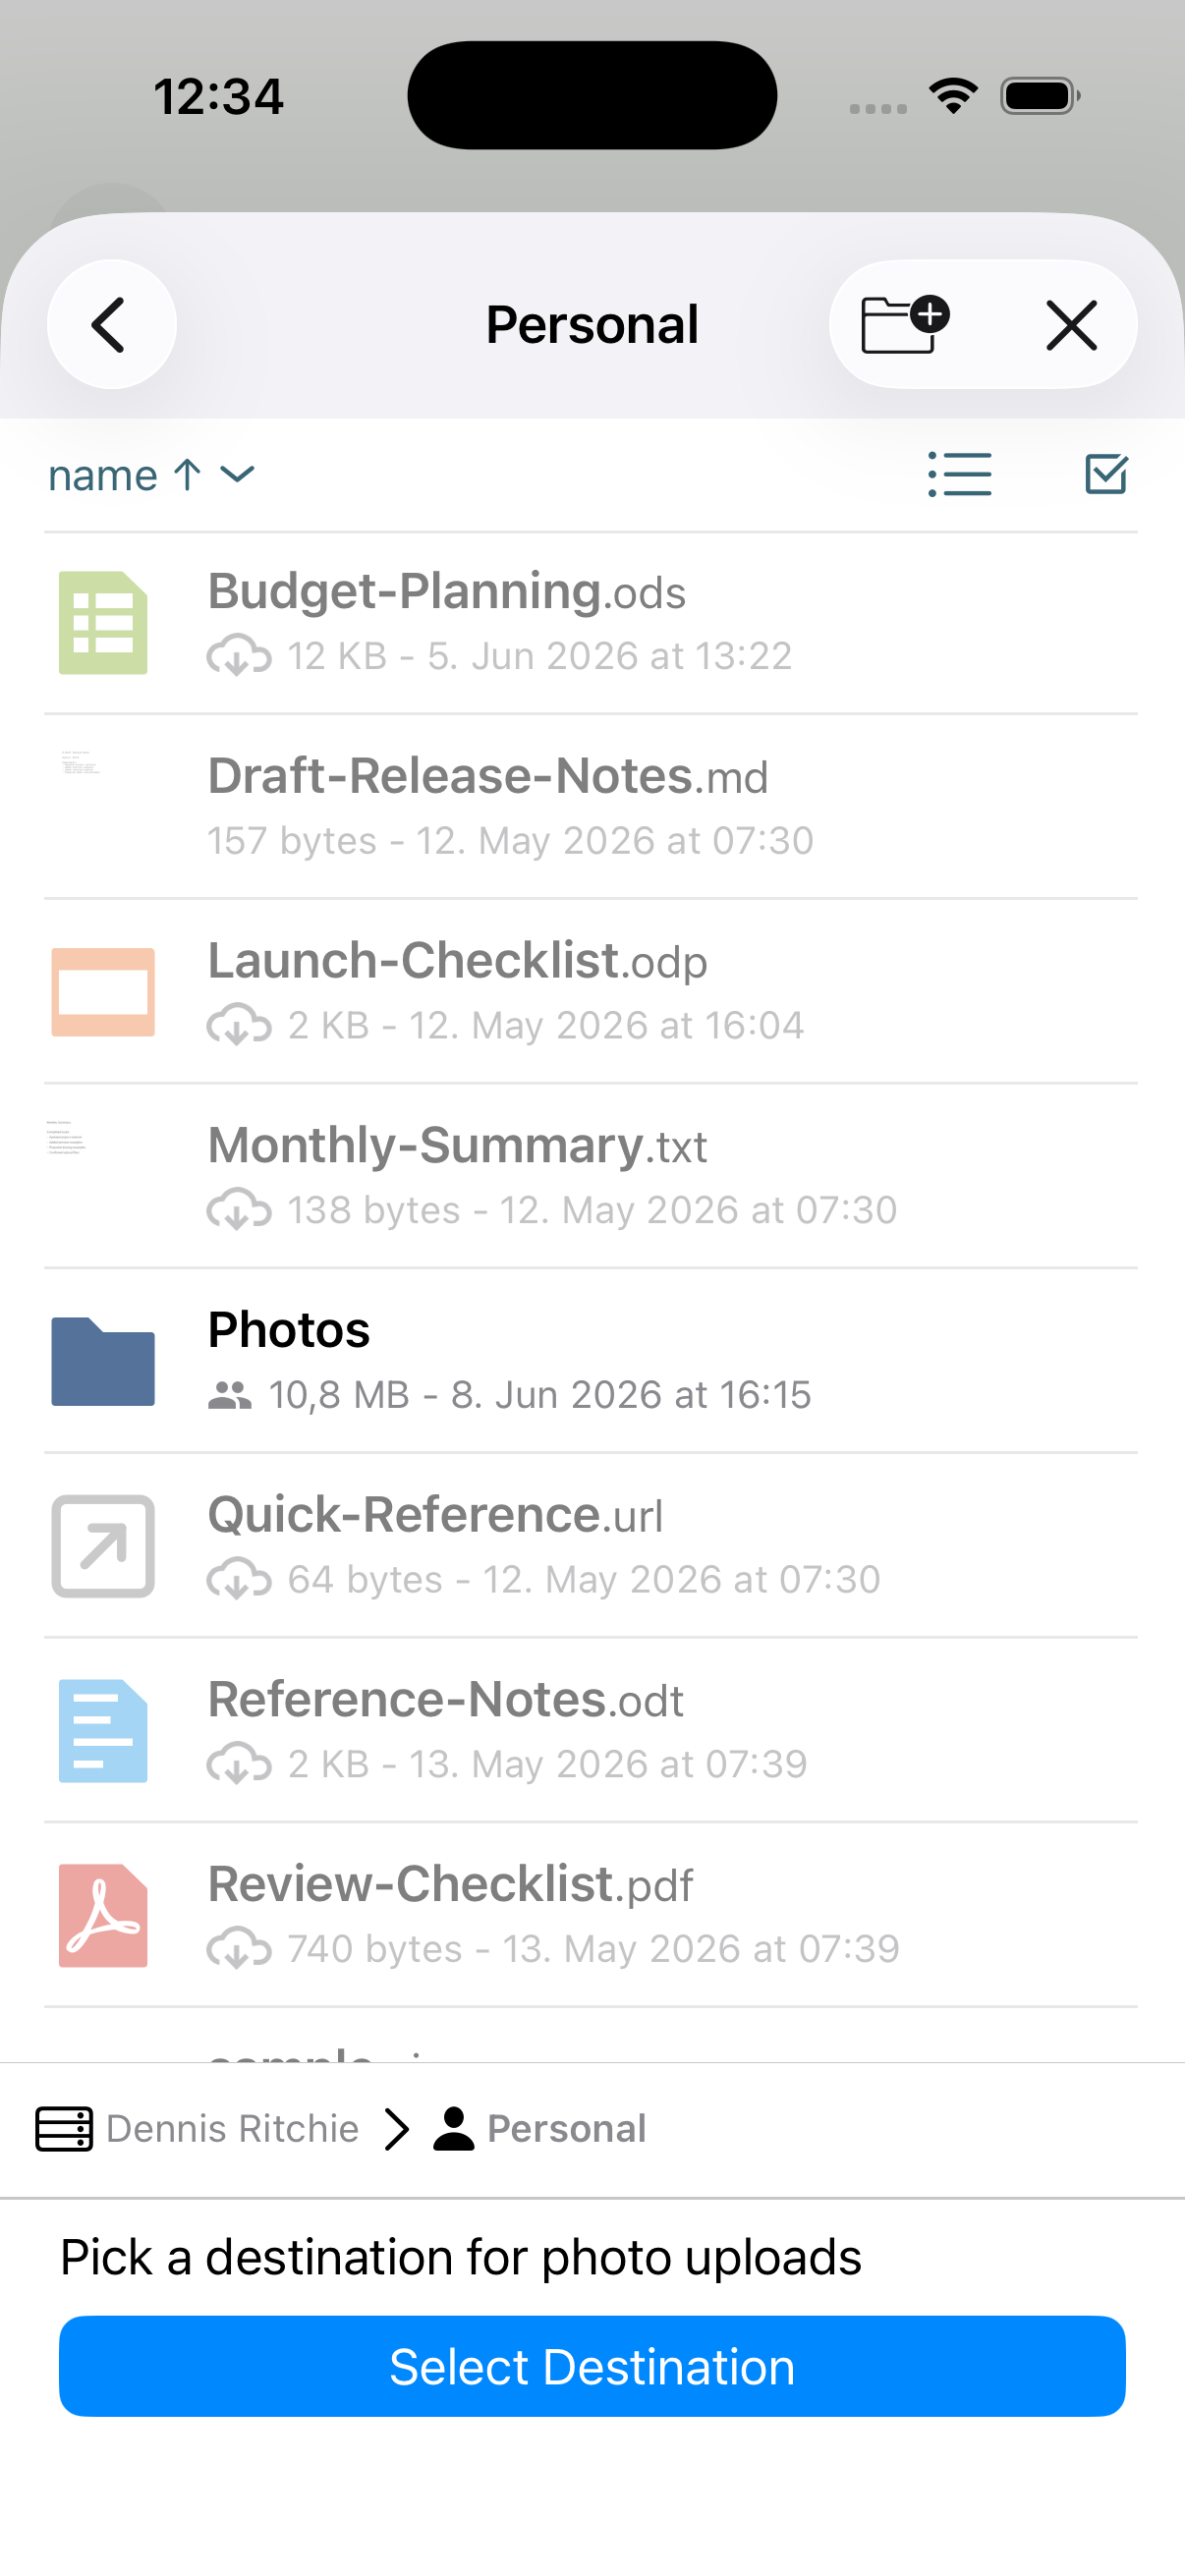 12:34
Personal
name
Budget-Planning.ods
12 KB - 5. Jun 2026 at 13:22
Draft-Release-Notes.md
157 bytes - 12. May 2026 at 07:30
Launch-Checklist.odp
2 KB - 12. May 2026 at 16:04
Monthly-Summary.txt
138 bytes - 12. May 2026 at 07:30
Photos
10,8 MB - 8. Jun 2026 at 16:15
Quick-Reference.url
64 bytes - 12. May 2026 at 07:30
Reference-Notes.odt
2 KB - 13. May 2026 at 07:39
Review-Checklist.pdf
740 bytes - 13. May 2026 at 07:39
Dennis Ritchie
Personal
Pick a destination for photo uploads
Select Destination